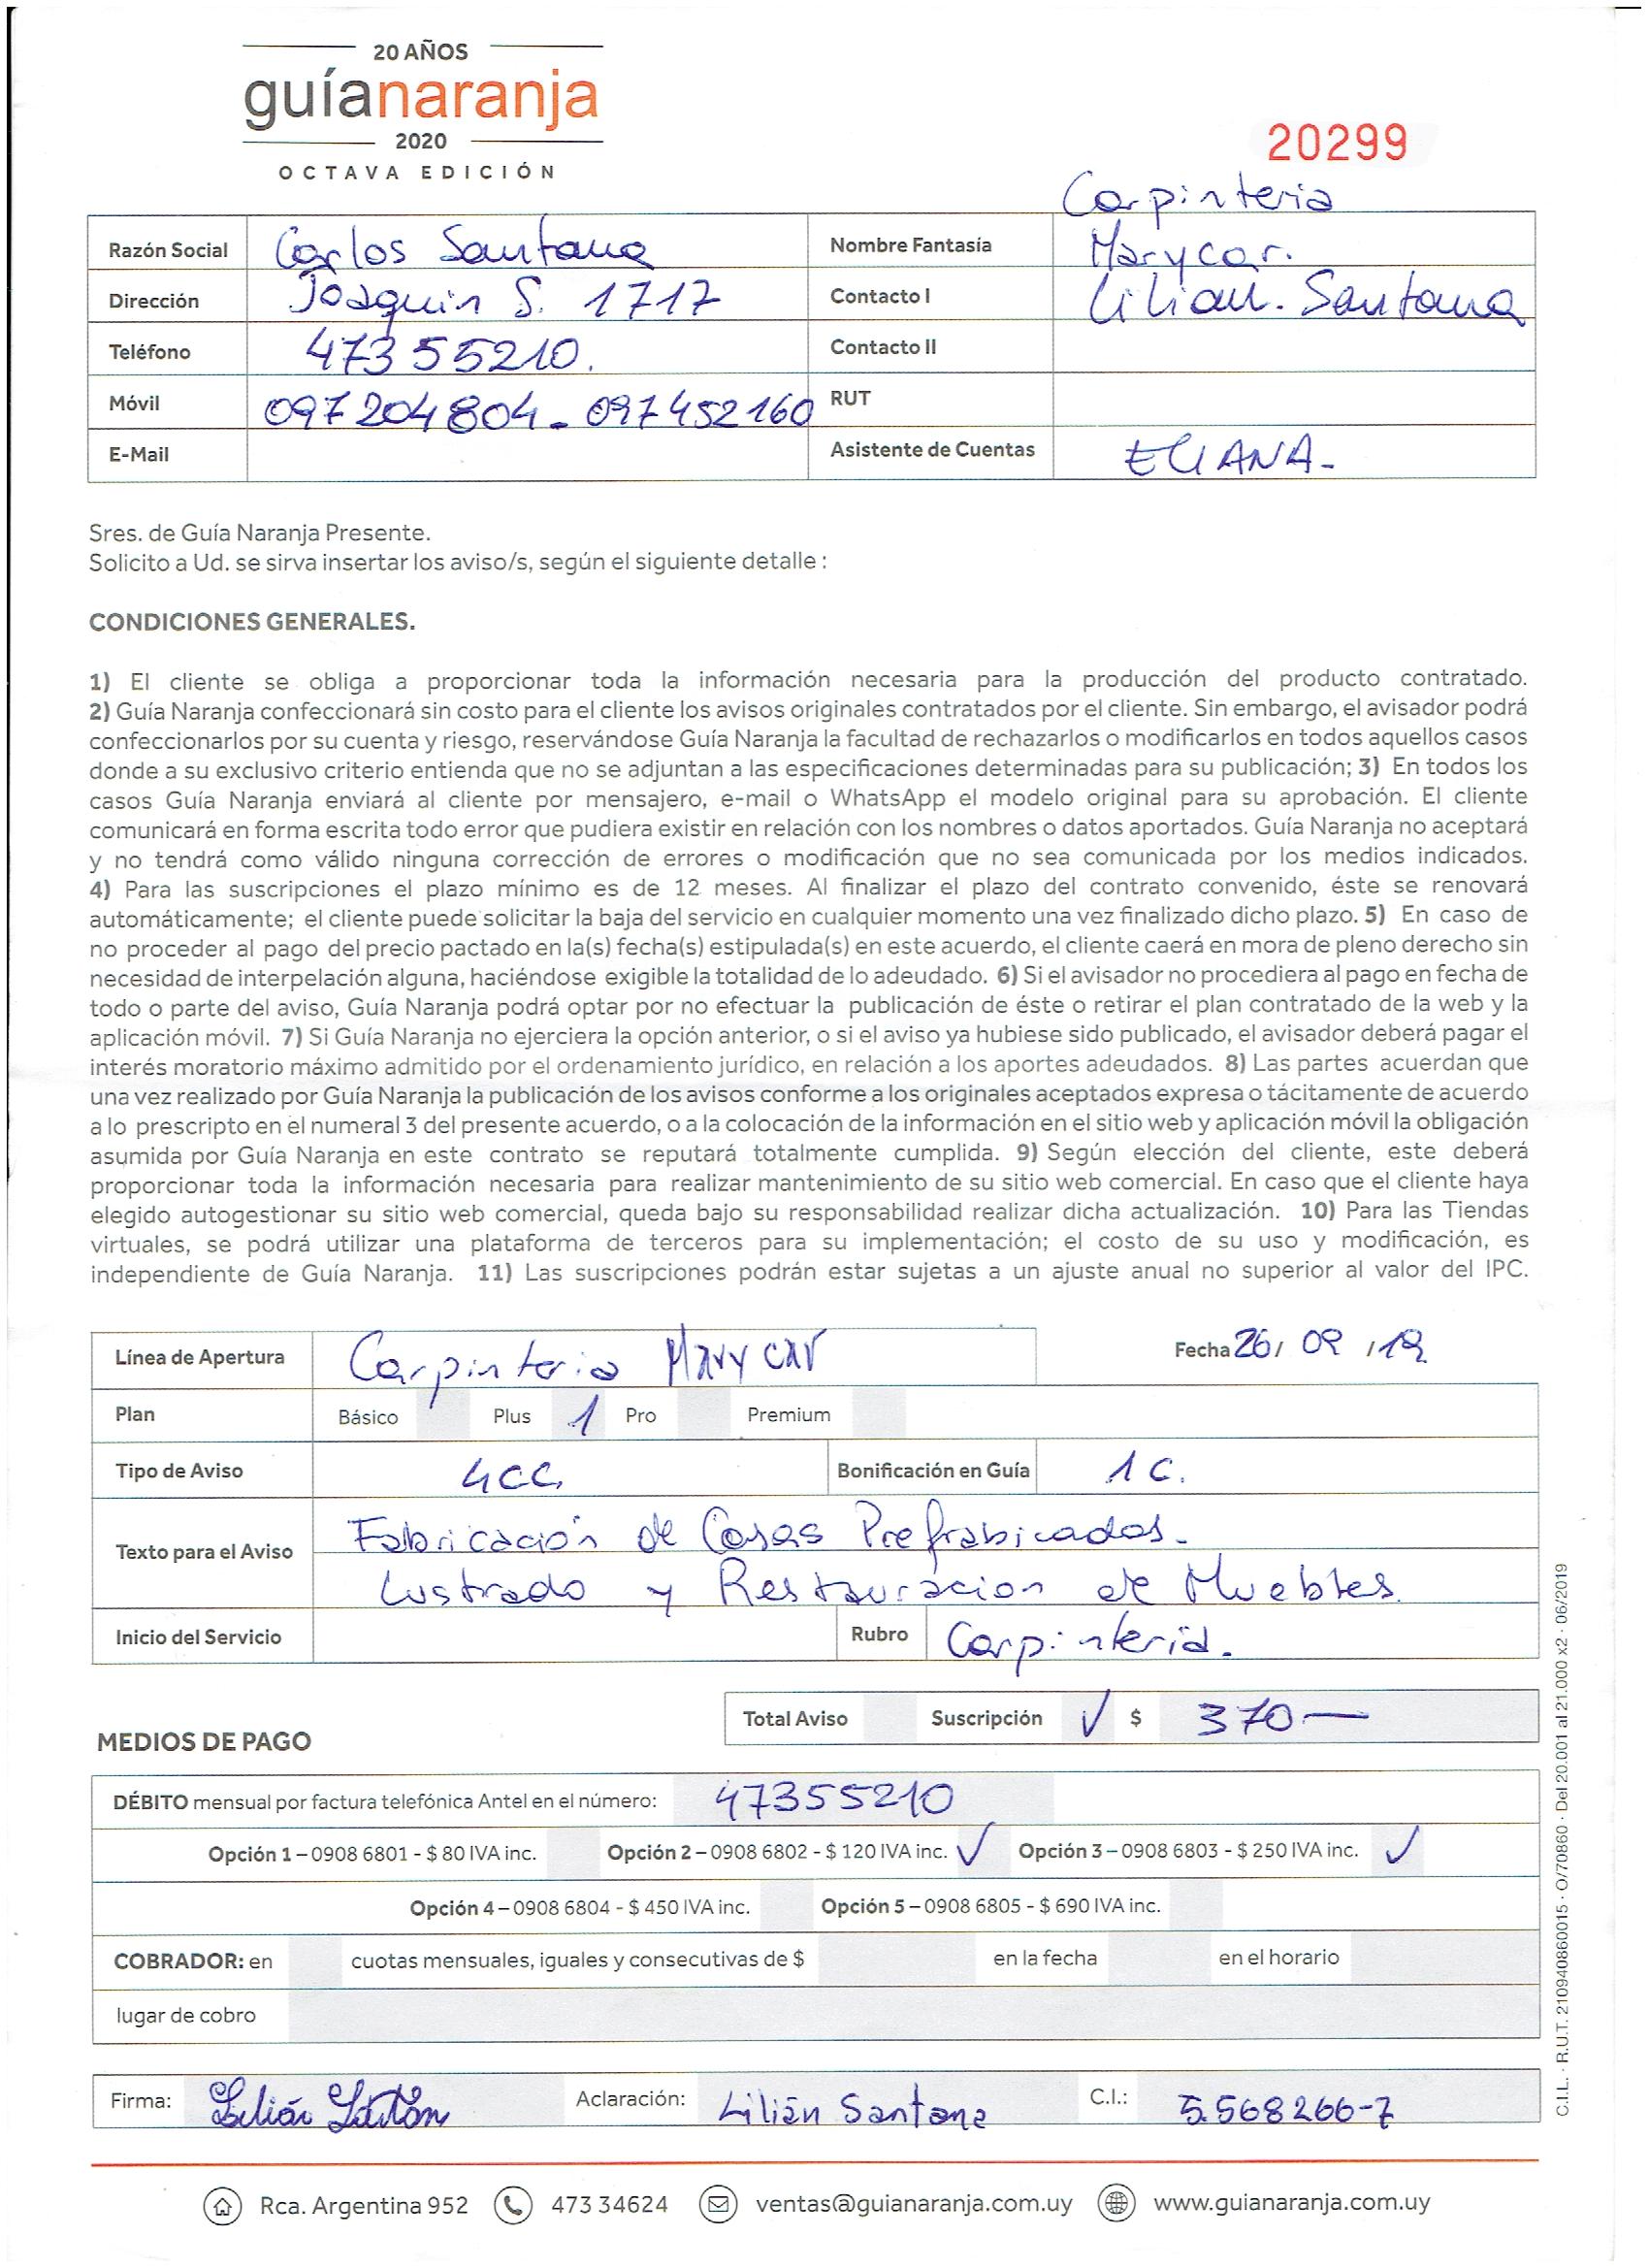 20 AÑOS
guíanaranja
2020
OCTAVA EDICIÓN
20299
Carpinteria
Razón Social Carlos Santana Nombre Fantasía Marycar.
Dirección Joaquin S. 1717 Contacto I Lilian. Santana
Teléfono 473 55210. Contacto II
Móvil 097204804 - 097452160 RUT
E-Mail Asistente de Cuentas ELIANA-
Sres. de Guía Naranja Presente.
Solicito a Ud. se sirva insertar los aviso/s, según el siguiente detalle :
CONDICIONES GENERALES.
1) El cliente se obliga a proporcionar toda la información necesaria para la producción del producto contratado.
2) Guía Naranja confeccionará sin costo para el cliente los avisos originales contratados por el cliente. Sin embargo, el avisador podrá
confeccionarlos por su cuenta y riesgo, reservándose Guía Naranja la facultad de rechazarlos o modificarlos en todos aquellos casos
donde a su exclusivo criterio entienda que no se adjuntan a las especificaciones determinadas para su publicación; 3) En todos los
casos Guía Naranja enviará al cliente por mensajero, e-mail o WhatsApp el modelo original para su aprobación. El cliente
comunicará en forma escrita todo error que pudiera existir en relación con los nombres o datos aportados. Guía Naranja no aceptará
y no tendrá como válido ninguna corrección de errores o modificación que no sea comunicada por los medios indicados.
4) Para las suscripciones el plazo mínimo es de 12 meses. Al finalizar el plazo del contrato convenido, éste se renovará
automáticamente; el cliente puede solicitar la baja del servicio en cualquier momento una vez finalizado dicho plazo. 5) En caso de
no proceder al pago del precio pactado en la(s) fecha(s) estipulada(s) en este acuerdo, el cliente caerá en mora de pleno derecho sin
necesidad de interpelación alguna, haciéndose exigible la totalidad de lo adeudado. 6) Si el avisador no procediera al pago en fecha de
todo o parte del aviso, Guía Naranja podrá optar por no efectuar la publicación de éste o retirar el plan contratado de la web y la
aplicación móvil. 7) Si Guía Naranja no ejerciera la opción anterior, o si el aviso ya hubiese sido publicado, el avisador deberá pagar el
interés moratorio máximo admitido por el ordenamiento jurídico, en relación a los aportes adeudados. 8) Las partes acuerdan que
una vez realizado por Guía Naranja la publicación de los avisos conforme a los originales aceptados expresa o tácitamente de acuerdo
a lo prescripto en el numeral 3 del presente acuerdo, o a la colocación de la información en el sitio web y aplicación móvil la obligación
asumida por Guía Naranja en este contrato se reputará totalmente cumplida. 9) Según elección del cliente, este deberá
proporcionar toda la información necesaria para realizar mantenimiento de su sitio web comercial. En caso que el cliente haya
elegido autogestionar su sitio web comercial, queda bajo su responsabilidad realizar dicha actualización. 10) Para las Tiendas
virtuales, se podrá utilizar una plataforma de terceros para su implementación; el costo de su uso y modificación, es
independiente de Guía Naranja. 11) Las suscripciones podrán estar sujetas a un ajuste anual no superior al valor del IPC.
Línea de Apertura Carpinteria Marycar Fecha 26/ 09 /19
Plan Básico Plus 1 Pro Premium
Tipo de Aviso 4CC. Bonificación en Guía 1 C.
Texto para el Aviso Fabricación de Casas Prefrabicadas.
Lustrado y Restauracion de Muebles.
Inicio del Servicio Rubro Carpinteria.
Total Aviso Suscripción ✓ $ 370—
MEDIOS DE PAGO
DÉBITO mensual por factura telefónica Antel en el número: 47355210
Opción 1 – 0908 6801 - $ 80 IVA inc. Opción 2 – 0908 6802 - $ 120 IVA inc. ✓ Opción 3 – 0908 6803 - $ 250 IVA inc. ✓
Opción 4 – 0908 6804 - $ 450 IVA inc. Opción 5 – 0908 6805 - $ 690 IVA inc.
COBRADOR: en cuotas mensuales, iguales y consecutivas de $ en la fecha en el horario
lugar de cobro
Firma: Lilián Santan Aclaración: Lilián Santana C.I.: 5.568266-7
Rca. Argentina 952 473 34624 ventas@guianaranja.com.uy www.guianaranja.com.uy
C.I.L. · R.U.T. 210940860015 · O/70860 · Del 20.001 al 21.000 x2 · 06/2019